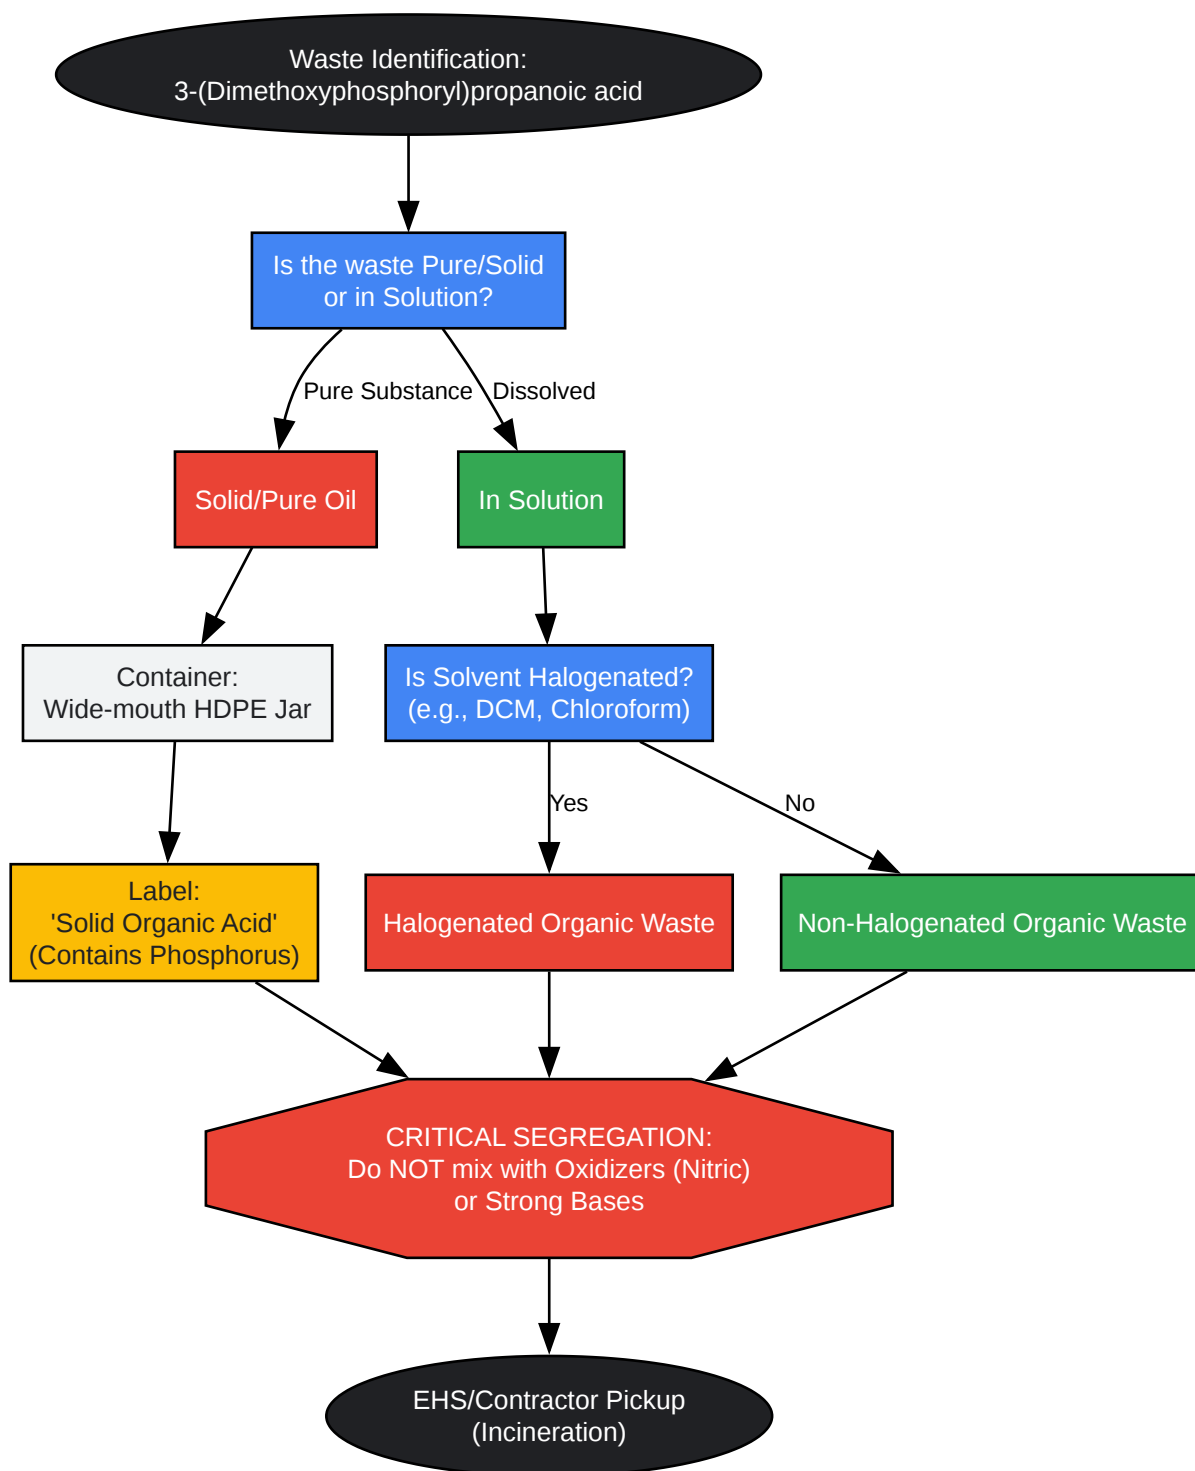 Waste Identification:
3-(Dimethoxyphosphoryl)propanoic acid
Is the waste Pure/Solid
or in Solution?
Pure Substance
Dissolved
Solid/Pure Oil
In Solution
Container:
Wide-mouth HDPE Jar
Is Solvent Halogenated?
(e.g., DCM, Chloroform)
Yes
No
Label:
'Solid Organic Acid'
(Contains Phosphorus)
Halogenated Organic Waste
Non-Halogenated Organic Waste
CRITICAL SEGREGATION:
Do NOT mix with Oxidizers (Nitric)
or Strong Bases
EHS/Contractor Pickup
(Incineration)